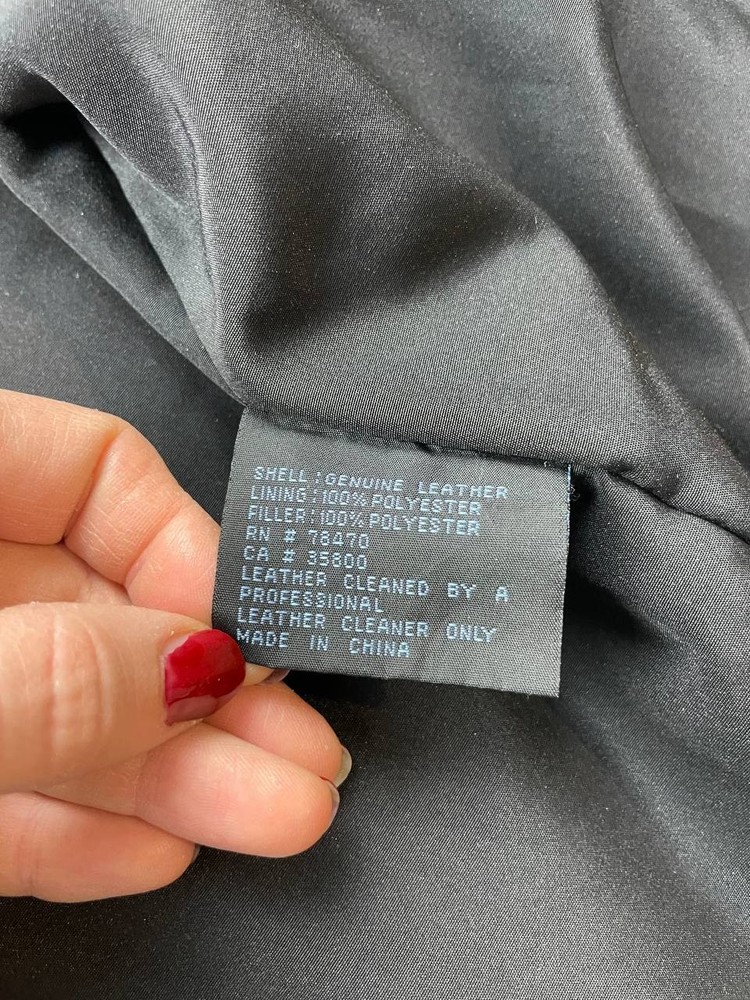 SHELL:GENUINE LEATHER
LINING:100% POLYESTER
FILLER:100% POLYESTER
RN # 78470
CA # 35800
LEATHER CLEANED BY A
PROFESSIONAL
LEATHER CLEANER ONLY
MADE IN CHINA